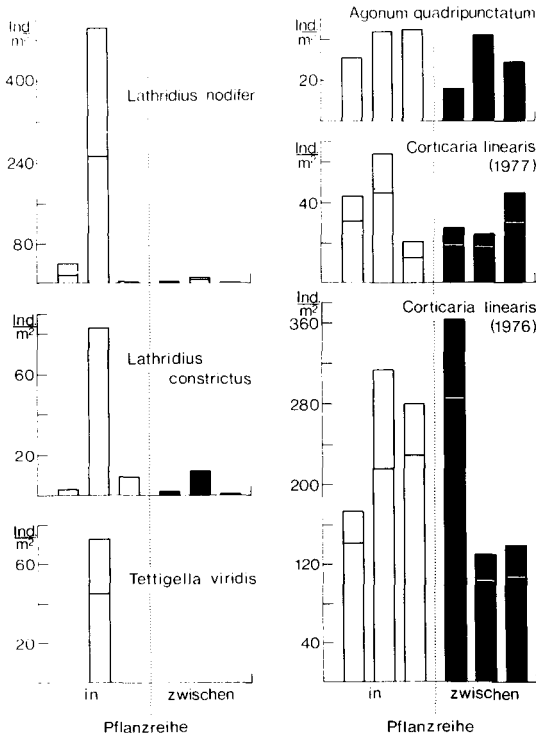 Ind
m²
400
240
80
Lathridius nodifer
Ind
m²
60
20
Lathridius
constrictus
Ind
m²
60
20
Tettigella viridis
in
zwischen
Pflanzreihe
Agonum quadripunctatum
Ind
m²
20
Corticaria linearis
(1977)
Ind
m²
40
Corticaria linearis
(1976)
Ind
m²
360
280
200
120
40
in
zwischen
Pflanzreihe